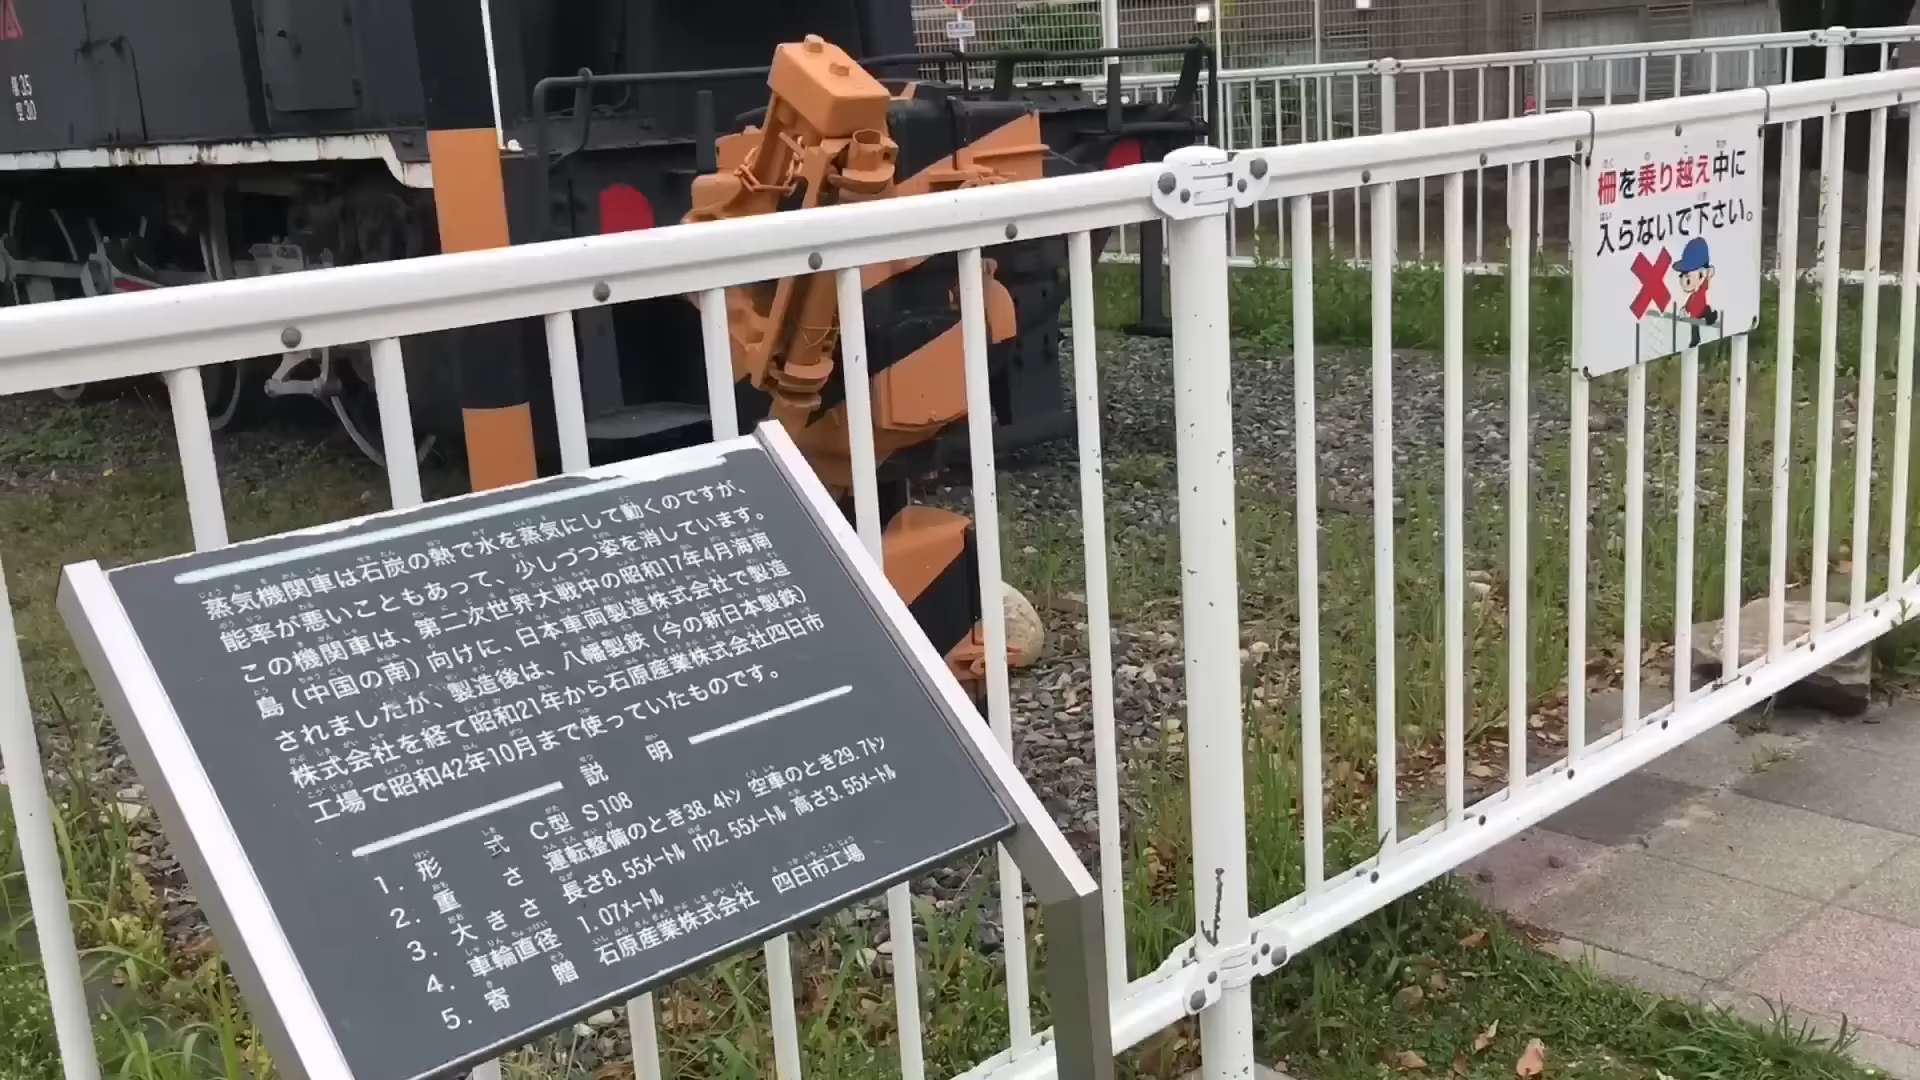 横35
空30
柵を乗り越え中に
入らないで下さい。
蒸気機関車は石炭の熱で水を蒸気にして動くのですが、
能率が悪いこともあって、少しづつ姿を消しています。
この機関車は、第二次世界大戦中の昭和17年4月海南
島（中国の南）向けに、日本車両製造株式会社で製造
されましたが、製造後は、八幡製鉄（今の新日本製鉄）
株式会社を経て昭和21年から石原産業株式会社四日市
工場で昭和42年10月まで使っていたものです。
説明
1. 形式 C型 S108
2. 重さ 運転整備のとき38.4トン 空車のとき29.7トン
3. 大きさ 長さ8.55メートル 巾2.55メートル 高さ3.55メートル
4. 車輪直径 1.07メートル
5. 寄贈 石原産業株式会社 四日市工場